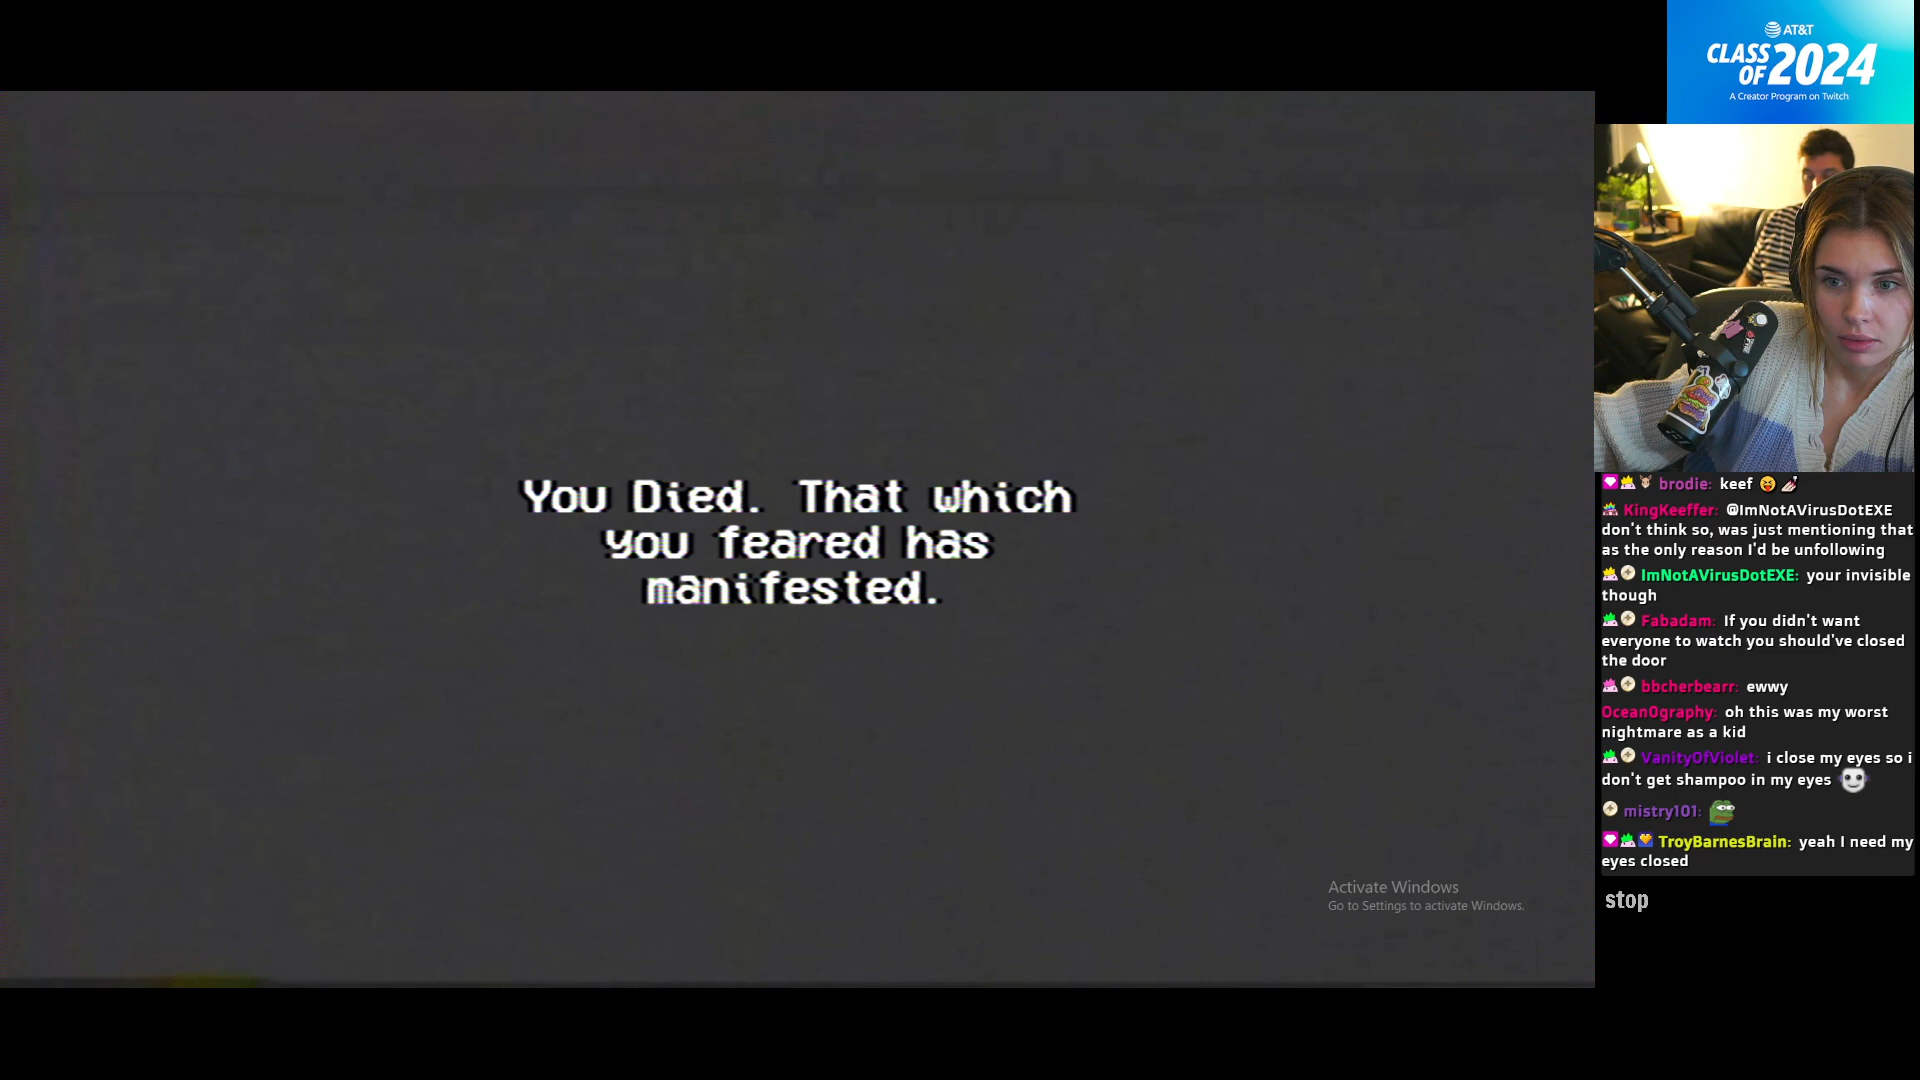 AT&T
CLASS
OF 2024
A Creator Program on Twitch
You Died. That which
you feared has
manifested.
brodie: keef
KingKeeffer: @ImNotAVirusDotEXE
don't think so, was just mentioning that
as the only reason I'd be unfollowing
ImNotAVirusDotEXE: your invisible
though
Fabadam: If you didn't want
everyone to watch you should've closed
the door
bbcherbearr: ewwy
OceanOgraphy: oh this was my worst
nightmare as a kid
VanityOfViolet: i close my eyes so i
don't get shampoo in my eyes
mistry101:
TroyBarnesBrain: yeah I need my
eyes closed
Activate Windows
Go to Settings to activate Windows.
stop